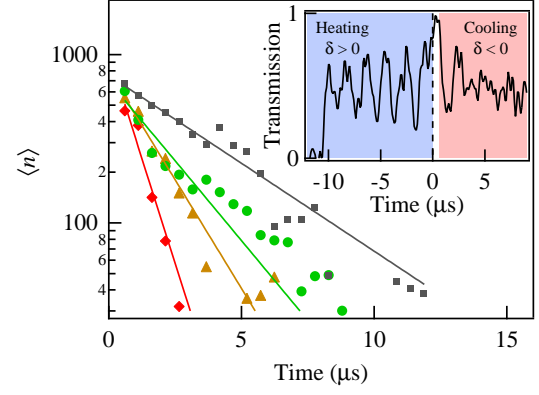 1000
8
6
4
2
100
8
6
4
⟨n⟩
0
5
10
15
Time (μs)
1
0
Transmission
Heating
δ > 0
Cooling
δ < 0
-10
-5
0
5
Time (μs)